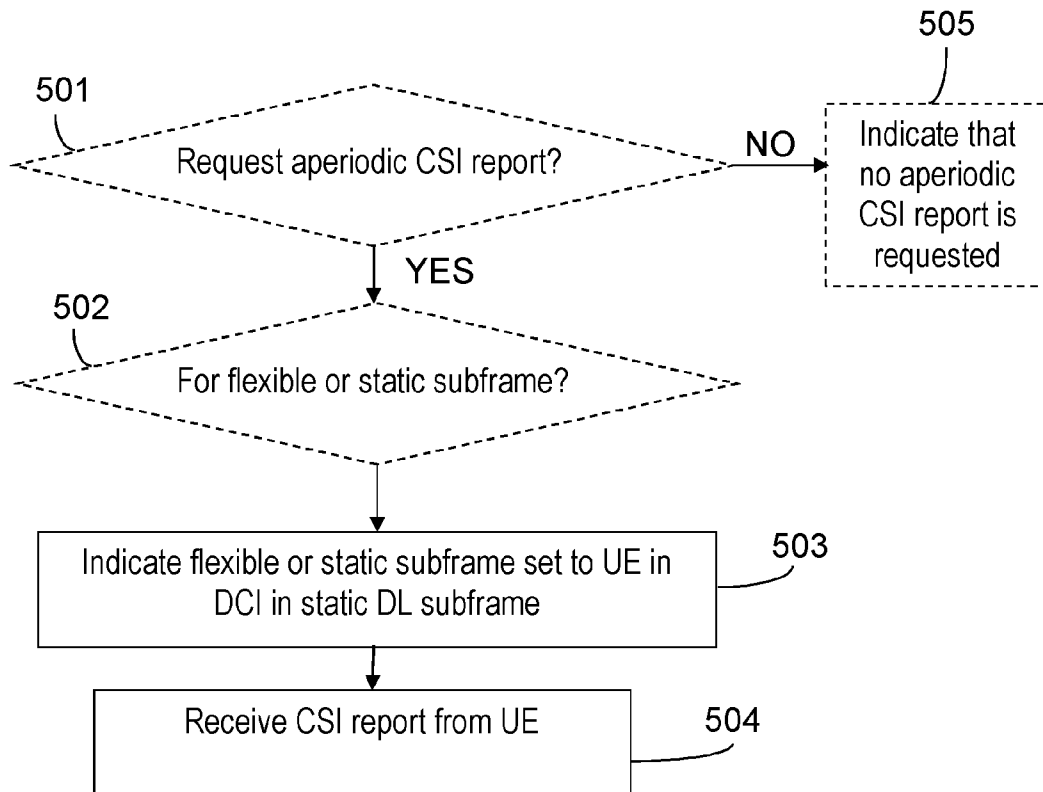 505
501
Request aperiodic CSI report?
NO
Indicate that
no aperiodic
CSI report is
requested
YES
502
For flexible or static subframe?
Indicate flexible or static subframe set to UE in
DCI in static DL subframe
503
Receive CSI report from UE
504